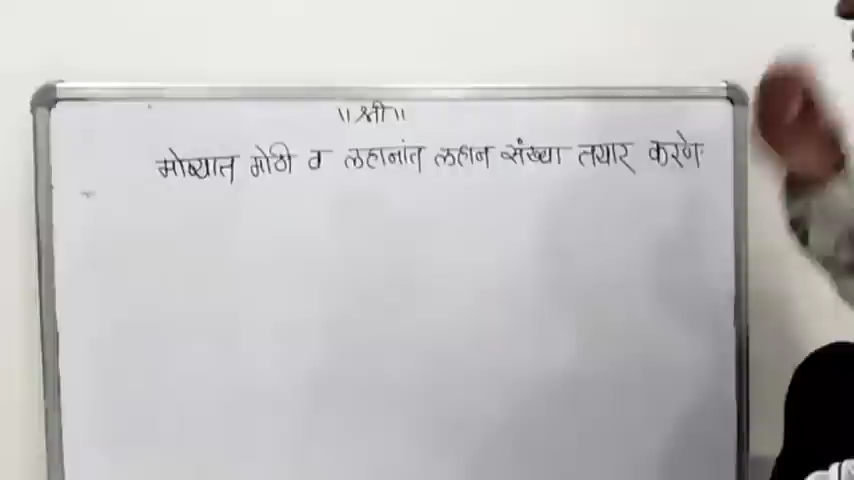 ॥श्री॥
मोठ्यात मोठी व लहानांत लहान संख्या तयार करणे